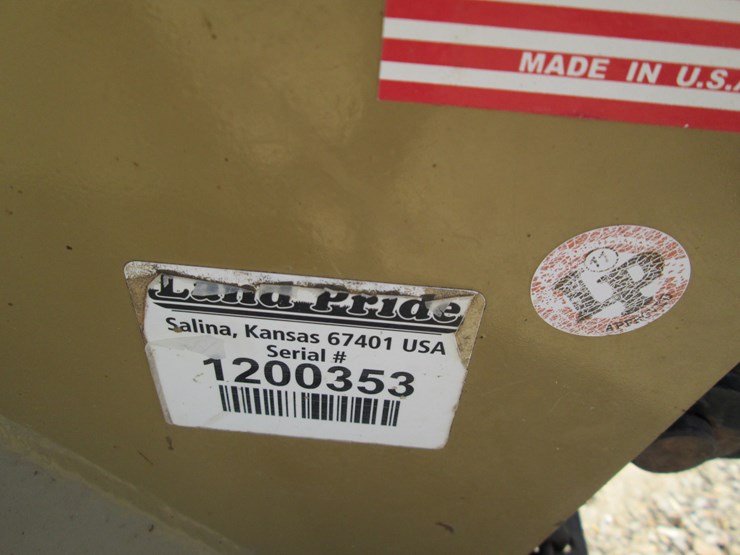 MADE IN U.S.A
Land Pride
Salina, Kansas 67401 USA
Serial #
1200353